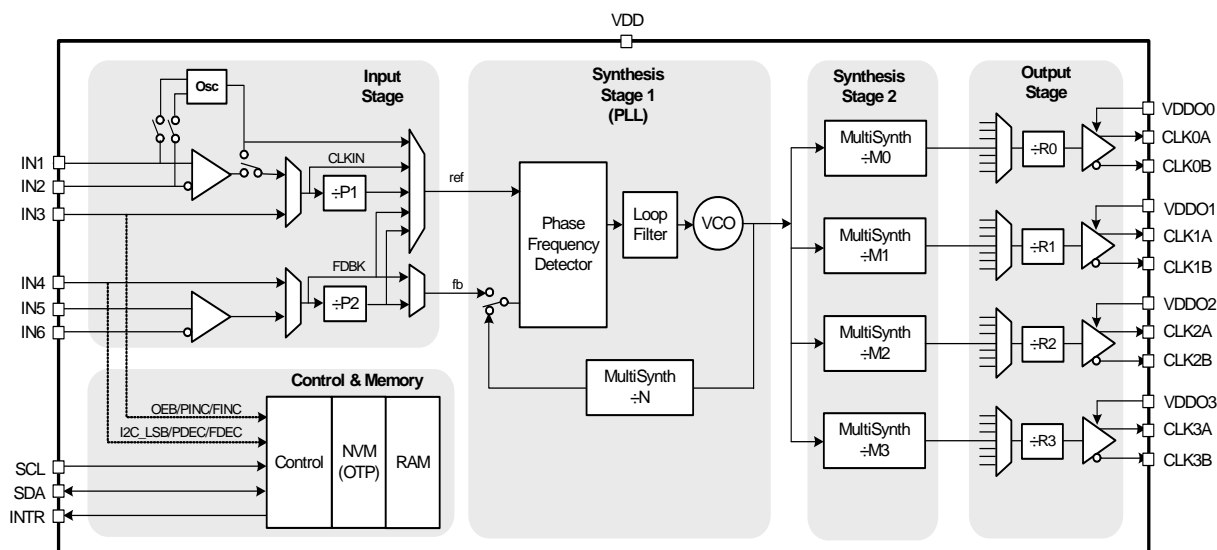 VDD
Input
Stage
Osc
CLKIN
÷P1
FDBK
÷P2
IN1
IN2
IN3
IN4
IN5
IN6
ref
fb
Synthesis
Stage 1
(PLL)
Phase
Frequency
Detector
Loop
Filter
VCO
MultiSynth
÷N
Synthesis
Stage 2
MultiSynth
÷M0
MultiSynth
÷M1
MultiSynth
÷M2
MultiSynth
÷M3
Output
Stage
÷R0
÷R1
÷R2
÷R3
VDDO0
CLK0A
CLK0B
VDDO1
CLK1A
CLK1B
VDDO2
CLK2A
CLK2B
VDDO3
CLK3A
CLK3B
Control & Memory
OEB/PINC/FINC
I2C_LSB/PDEC/FDEC
Control
NVM
(OTP)
RAM
SCL
SDA
INTR